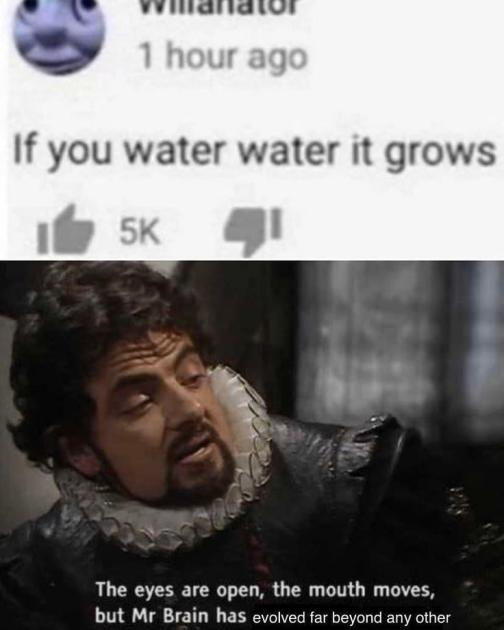 Willanator
1 hour ago
If you water water it grows
5K
The eyes are open, the mouth moves,
but Mr Brain has evolved far beyond any other